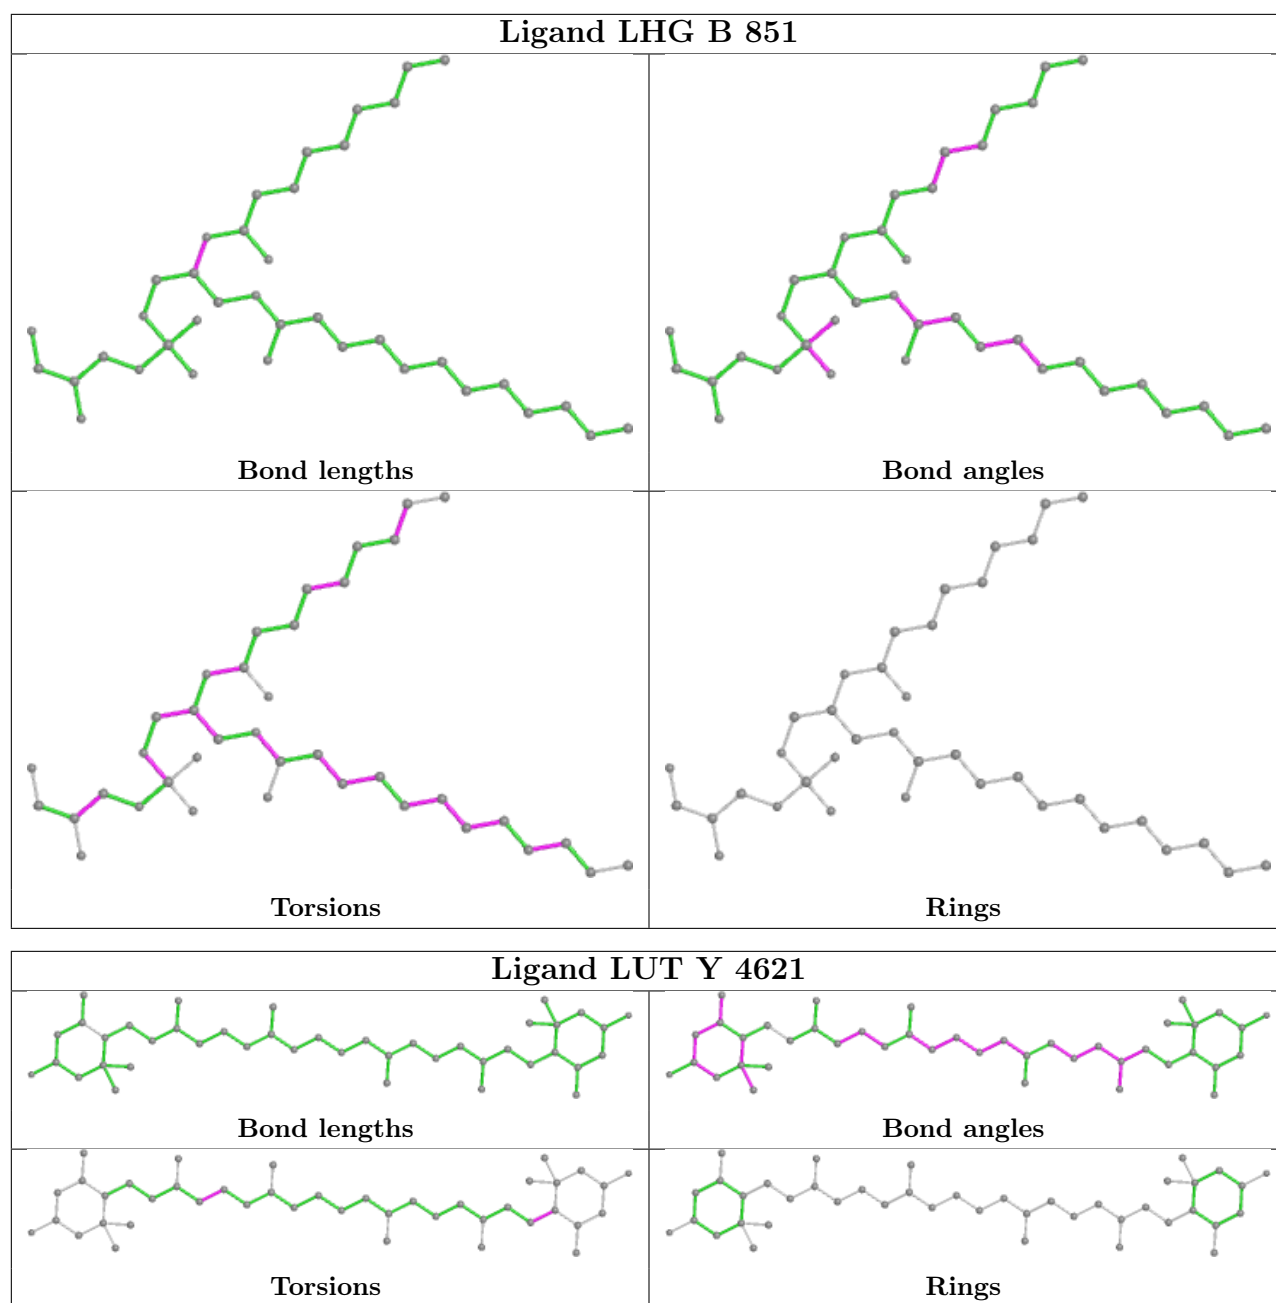 Ligand LHG B 851
Bond lengths
Bond angles
Torsions
Rings
Ligand LUT Y 4621
Bond lengths
Bond angles
Torsions
Rings